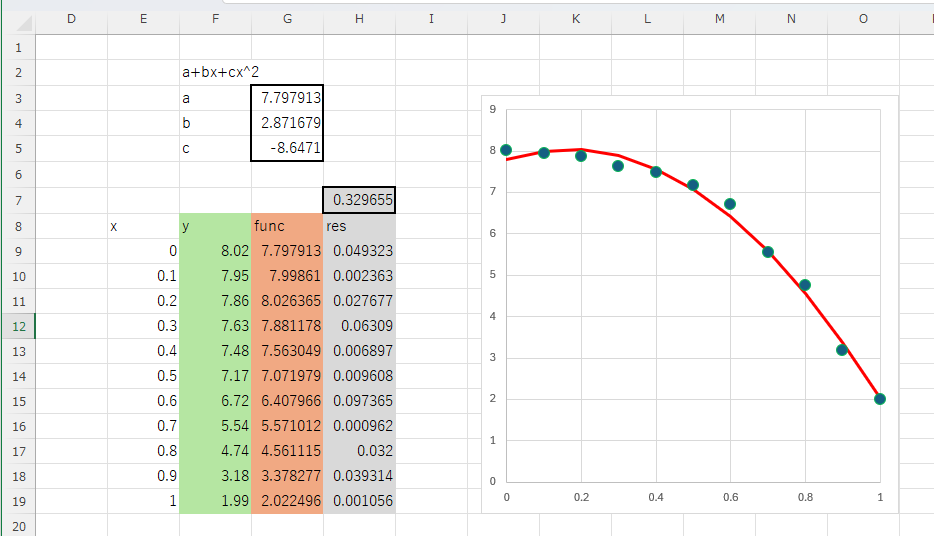 D E F G H I J K L M N O
1
2 a+bx+cx^2
3 a 7.797913
4 b 2.871679
5 c -8.6471
6
7 0.329655
8 x y func res
9 0 8.02 7.797913 0.049323
10 0.1 7.95 7.99861 0.002363
11 0.2 7.86 8.026365 0.027677
12 0.3 7.63 7.881178 0.06309
13 0.4 7.48 7.563049 0.006897
14 0.5 7.17 7.071979 0.009608
15 0.6 6.72 6.407966 0.097365
16 0.7 5.54 5.571012 0.000962
17 0.8 4.74 4.561115 0.032
18 0.9 3.18 3.378277 0.039314
19 1 1.99 2.022496 0.001056
20
9
8
7
6
5
4
3
2
1
0
0 0.2 0.4 0.6 0.8 1